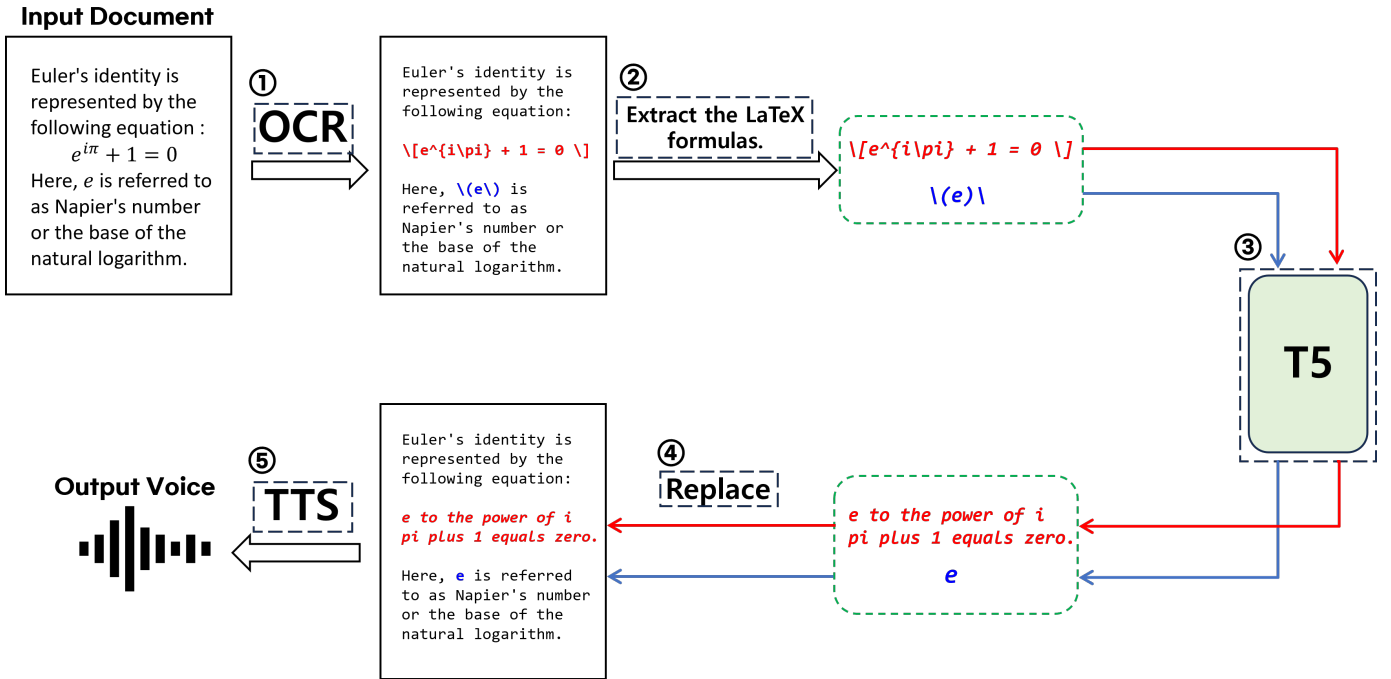 Input Document
Euler's identity is
represented by the
following equation :
e^{iπ} + 1 = 0
Here, e is referred to
as Napier's number
or the base of the
natural logarithm.
①
OCR
Euler's identity is
represented by the
following equation:
\[e^{i\pi} + 1 = 0 \]
Here, \(e\) is
referred to as
Napier's number or
the base of the
natural logarithm.
②
Extract the LaTeX
formulas.
\[e^{i\pi} + 1 = 0 \]
\(e)\
③
T5
e to the power of i
pi plus 1 equals zero.
e
④
Replace
Euler's identity is
represented by the
following equation:
e to the power of i
pi plus 1 equals zero.
Here, e is referred
to as Napier's number
or the base of the
natural logarithm.
⑤
TTS
Output Voice